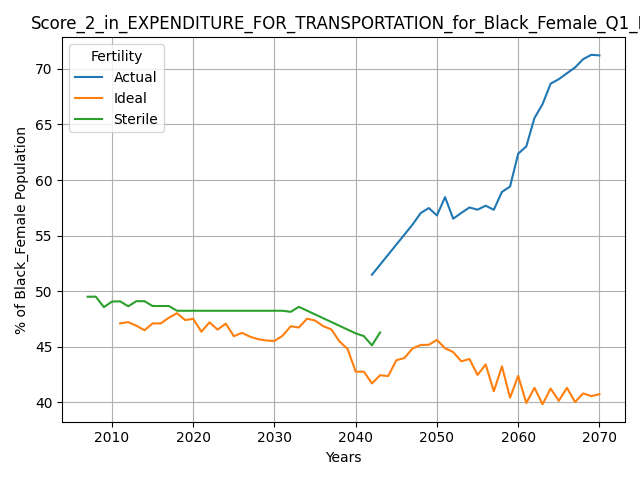 Score_2_in_EXPENDITURE_FOR_TRANSPORTATION_for_Black_Female_Q1_
Fertility
Actual
Ideal
Sterile
% of Black_Female Population
70
65
60
55
50
45
40
2010 2020 2030 2040 2050 2060 2070
Years